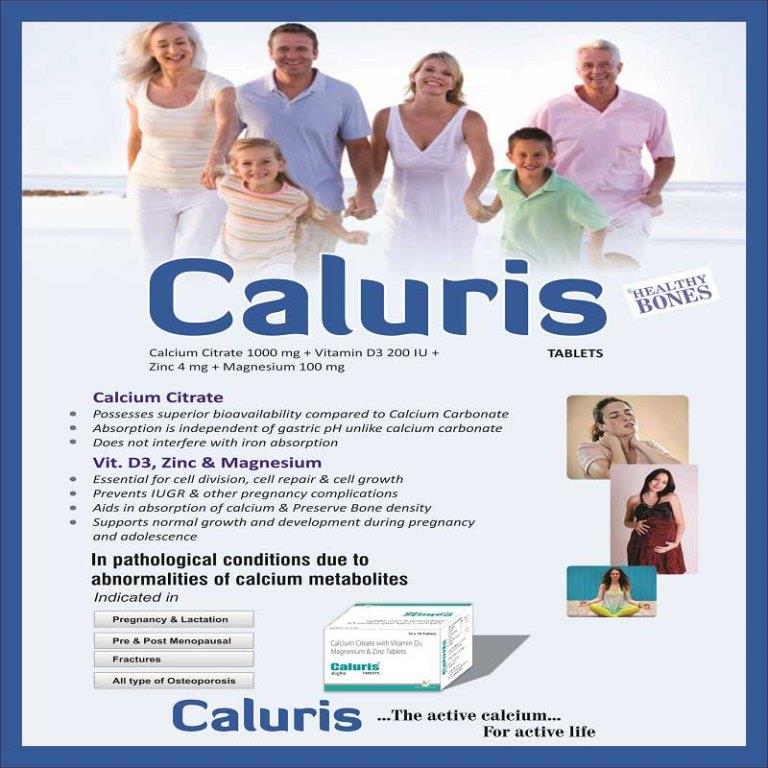 Caluris
HEALTHY
BONES
Calcium Citrate 1000 mg + Vitamin D3 200 IU +
Zinc 4 mg + Magnesium 100 mg
TABLETS
Calcium Citrate
• Possesses superior bioavailability compared to Calcium Carbonate
• Absorption is independent of gastric pH unlike calcium carbonate
• Does not interfere with iron absorption
Vit. D3, Zinc & Magnesium
• Essential for cell division, cell repair & cell growth
• Prevents IUGR & other pregnancy complications
• Aids in absorption of calcium & Preserve Bone density
• Supports normal growth and development during pregnancy
and adolescence
In pathological conditions due to
abnormalities of calcium metabolites
Indicated in
Pregnancy & Lactation
Pre & Post Menopausal
Fractures
All type of Osteoporosis
Caluris
10 x 10 Tablets
Calcium Citrate with Vitamin D3,
Magnesium & Zinc Tablets
Caluris
TABLETS
Caluris
Caluris
...The active calcium...
For active life